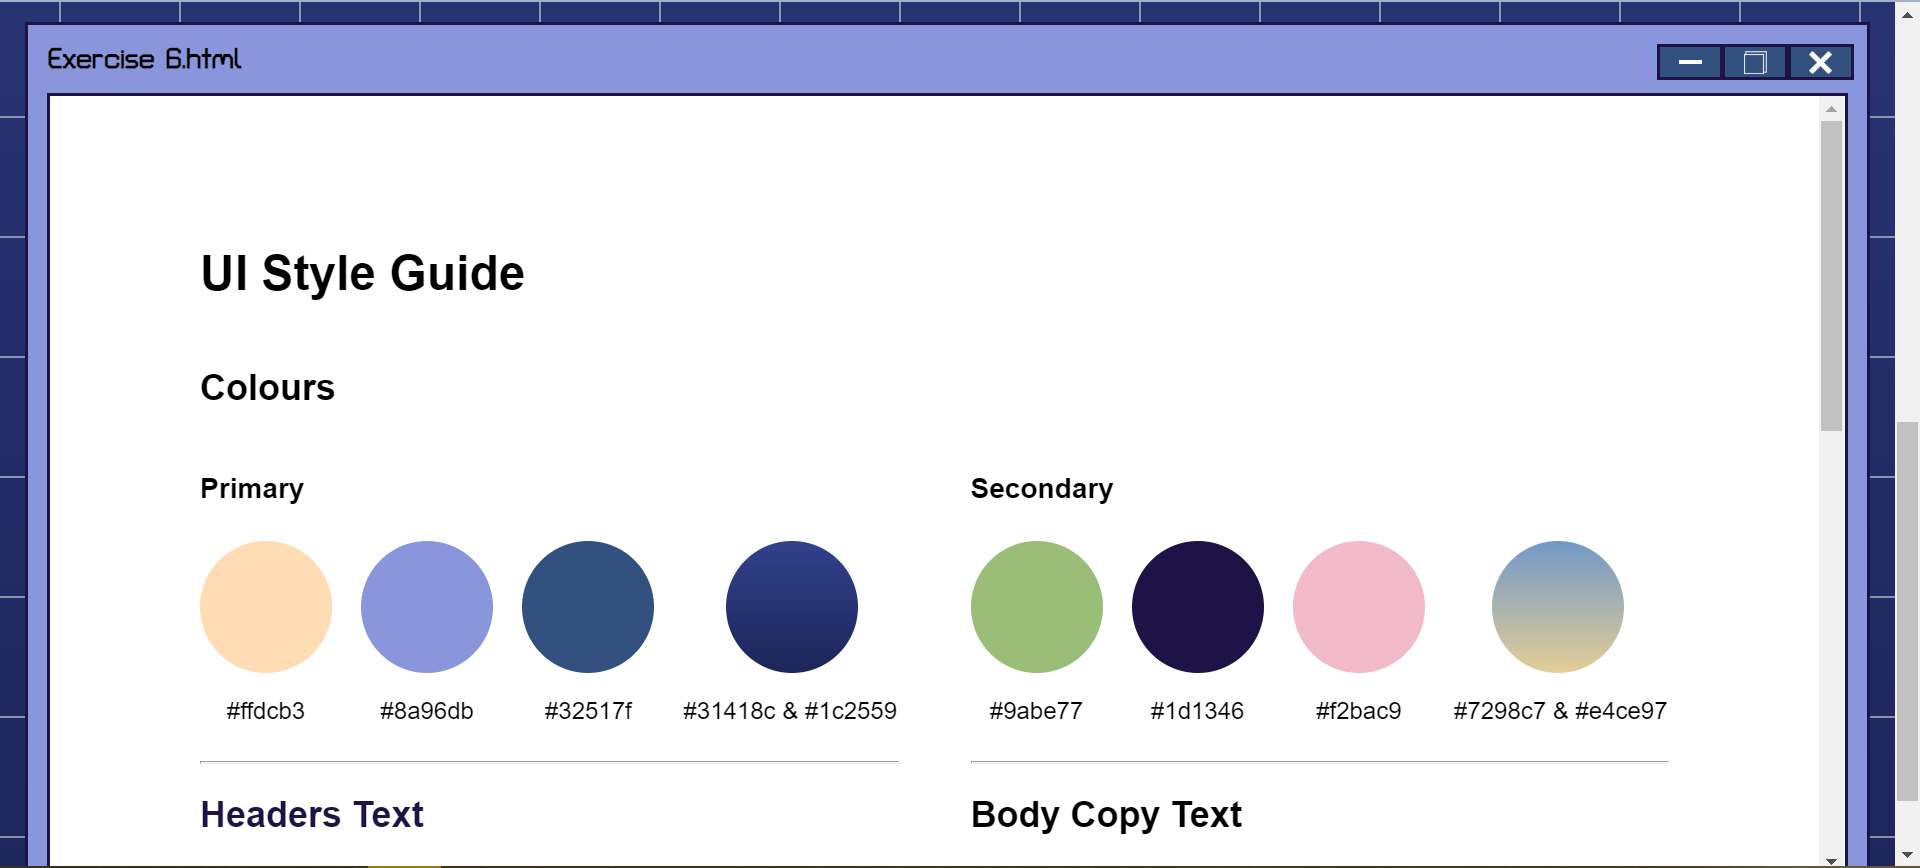 Exercise 6.html
UI Style Guide
Colours
Primary
Secondary
#ffdcb3 #8a96db #32517f #31418c & #1c2559
#9abe77 #1d1346 #f2bac9 #7298c7 & #e4ce97
Headers Text
Body Copy Text